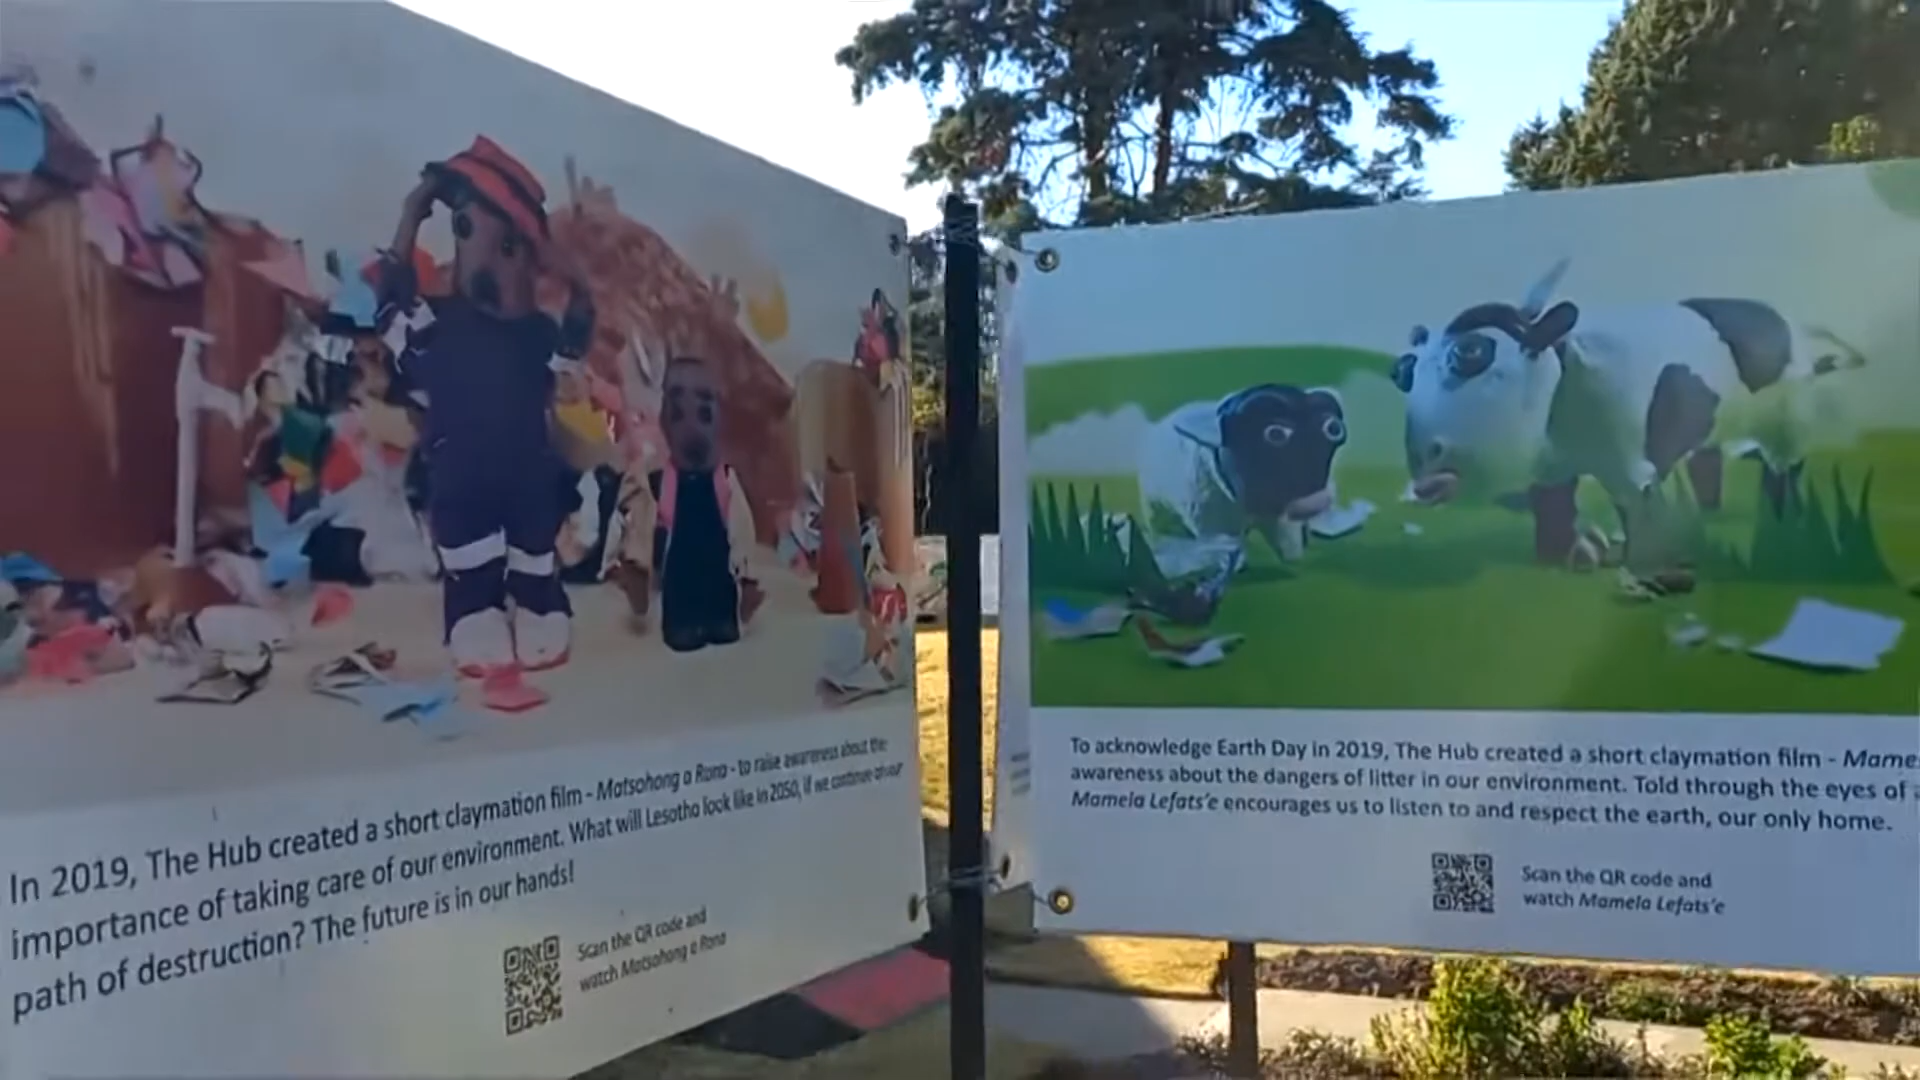 In 2019, The Hub created a short claymation film - Matsohong a Rona - to raise awareness about the
importance of taking care of our environment. What will Lesotho look like in 2050, if we continue on our
path of destruction? The future is in our hands!
Scan the QR code and
watch Matsohong a Rona
To acknowledge Earth Day in 2019, The Hub created a short claymation film - Mame
awareness about the dangers of litter in our environment. Told through the eyes of a
Mamela Lefats'e encourages us to listen to and respect the earth, our only home.
Scan the QR code and
watch Mamela Lefats'e